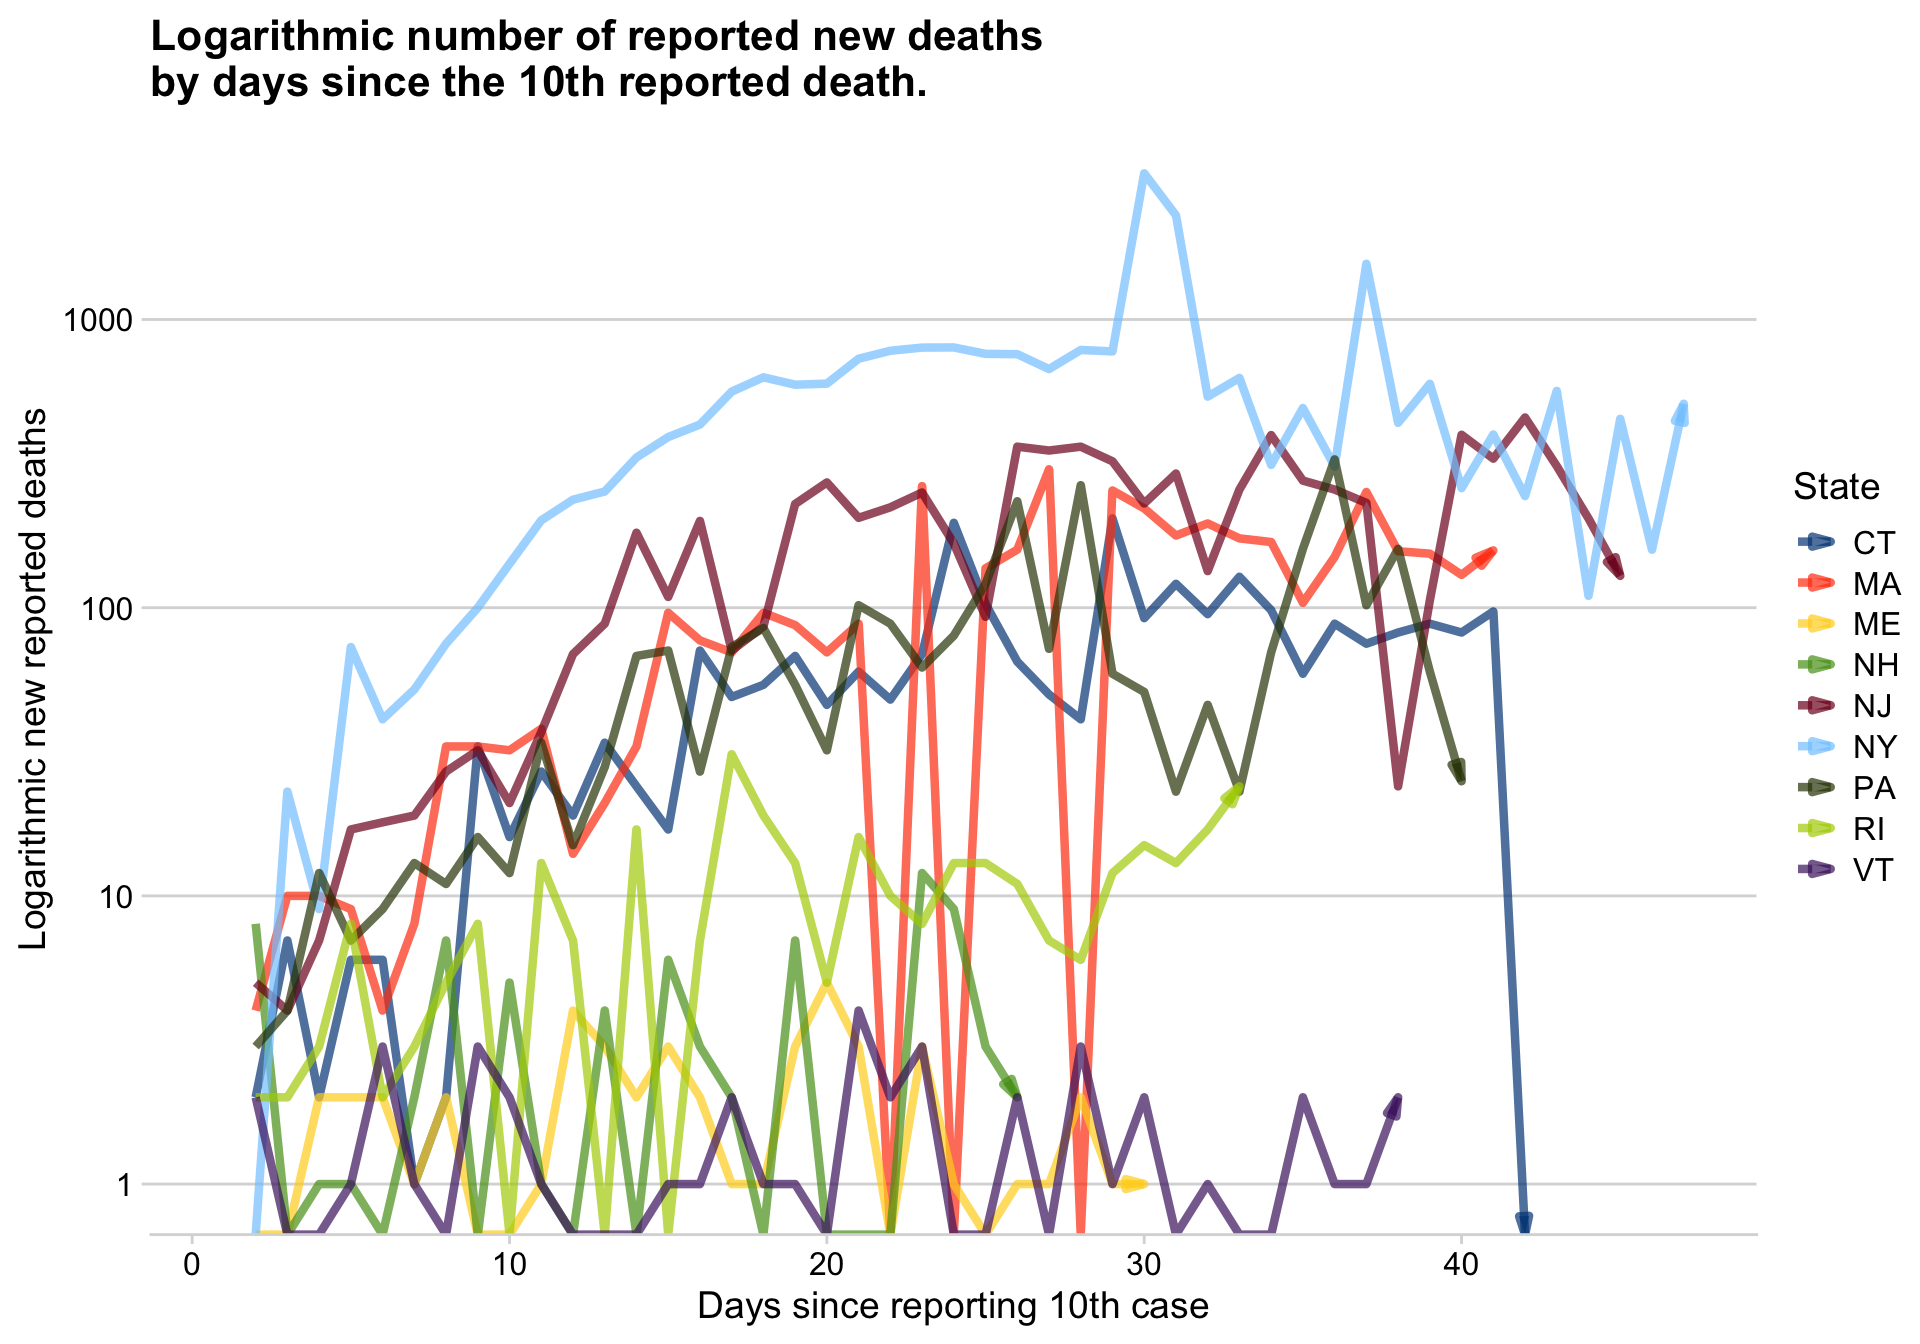 Logarithmic number of reported new deaths
by days since the 10th reported death.
Logarithmic new reported deaths
1000
100
10
1
0
10
20
30
40
Days since reporting 10th case
State
CT
MA
ME
NH
NJ
NY
PA
RI
VT